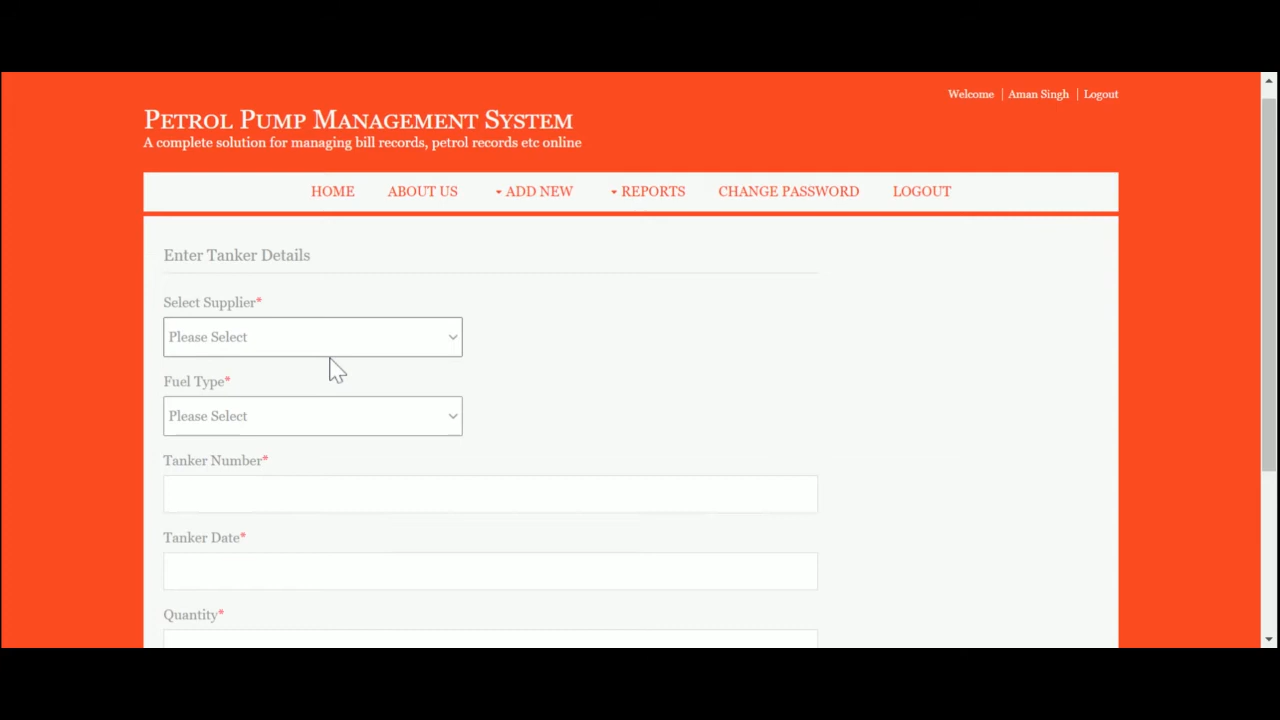 Welcome | Aman Singh | Logout
PETROL PUMP MANAGEMENT SYSTEM
A complete solution for managing bill records, petrol records etc online
HOME ABOUT US ADD NEW REPORTS CHANGE PASSWORD LOGOUT
Enter Tanker Details
Select Supplier*
Please Select
Fuel Type*
Please Select
Tanker Number*
Tanker Date*
Quantity*